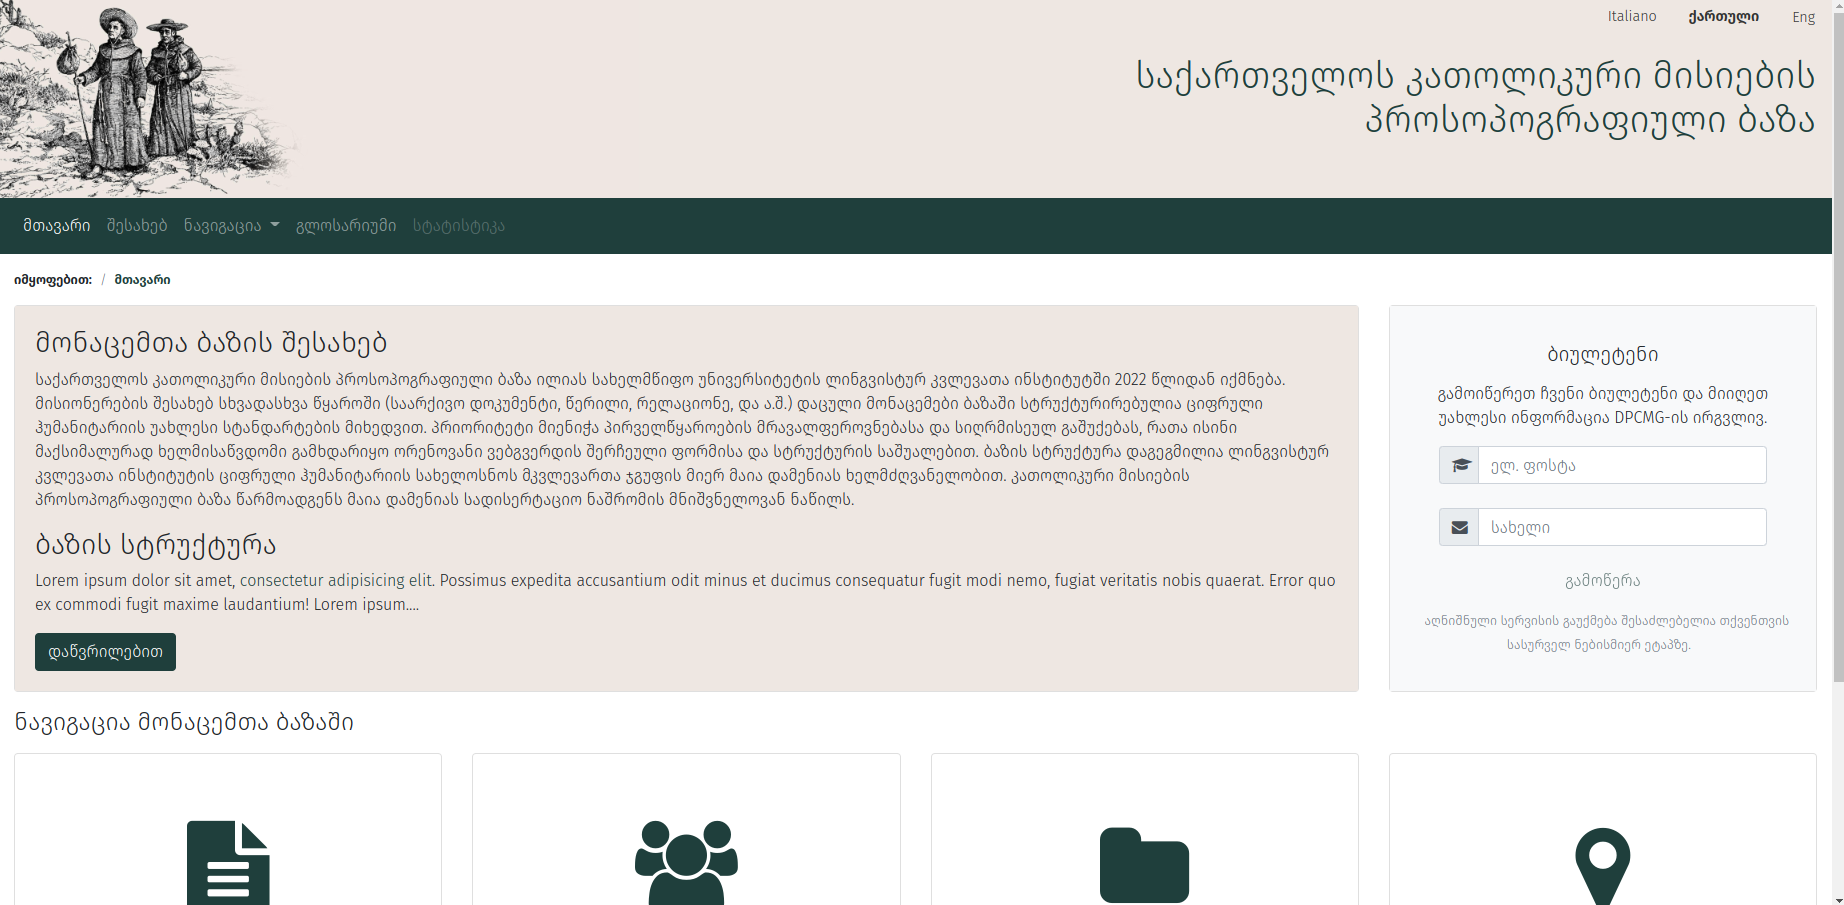 Italiano ქართული Eng
საქართველოს კათოლიკური მისიების
პროსოპოგრაფიული ბაზა
მთავარი შესახებ ნავიგაცია გლოსარიუმი სტატისტიკა
იმყოფებით: / მთავარი
მონაცემთა ბაზის შესახებ
საქართველოს კათოლიკური მისიების პროსოპოგრაფიული ბაზა ილიას სახელმწიფო უნივერსიტეტის ლინგვისტურ კვლევათა ინსტიტუტში 2022 წლიდან იქმნება.
მისიონერების შესახებ სხვადასხვა წყაროში (საარქივო დოკუმენტი, წერილი, რელაციონე, და ა.შ.) დაცული მონაცემები ბაზაში სტრუქტურირებულია ციფრული
ჰუმანიტარიის უახლესი სტანდარტების მიხედვით. პრიორიტეტი მიენიჭა პირველწყაროების მრავალფეროვნებასა და სიღრმისეულ გაშუქებას, რათა ისინი
მაქსიმალურად ხელმისაწვდომი გამხდარიყო ორენოვანი ვებგვერდის შერჩეული ფორმისა და სტრუქტურის საშუალებით. ბაზის სტრუქტურა დაგეგმილია ლინგვისტურ
კვლევათა ინსტიტუტის ციფრული ჰუმანიტარიის სახელოსნოს მკვლევართა ჯგუფის მიერ მაია დამენიას ხელმძღვანელობით. კათოლიკური მისიების
პროსოპოგრაფიული ბაზა წარმოადგენს მაია დამენიას სადისერტაციო ნაშრომის მნიშვნელოვან ნაწილს.
ბაზის სტრუქტურა
Lorem ipsum dolor sit amet, consectetur adipisicing elit. Possimus expedita accusantium odit minus et ducimus consequatur fugit modi nemo, fugiat veritatis nobis quaerat. Error quo
ex commodi fugit maxime laudantium! Lorem ipsum....
დაწვრილებით
ბიულეტენი
გამოიწერეთ ჩვენი ბიულეტენი და მიიღეთ
უახლესი ინფორმაცია DPCMG-ის ირგვლივ.
ელ. ფოსტა
სახელი
გამოწერა
აღნიშნული სერვისის გაუქმება შესაძლებელია თქვენთვის
სასურველ ნებისმიერ ეტაპზე.
ნავიგაცია მონაცემთა ბაზაში